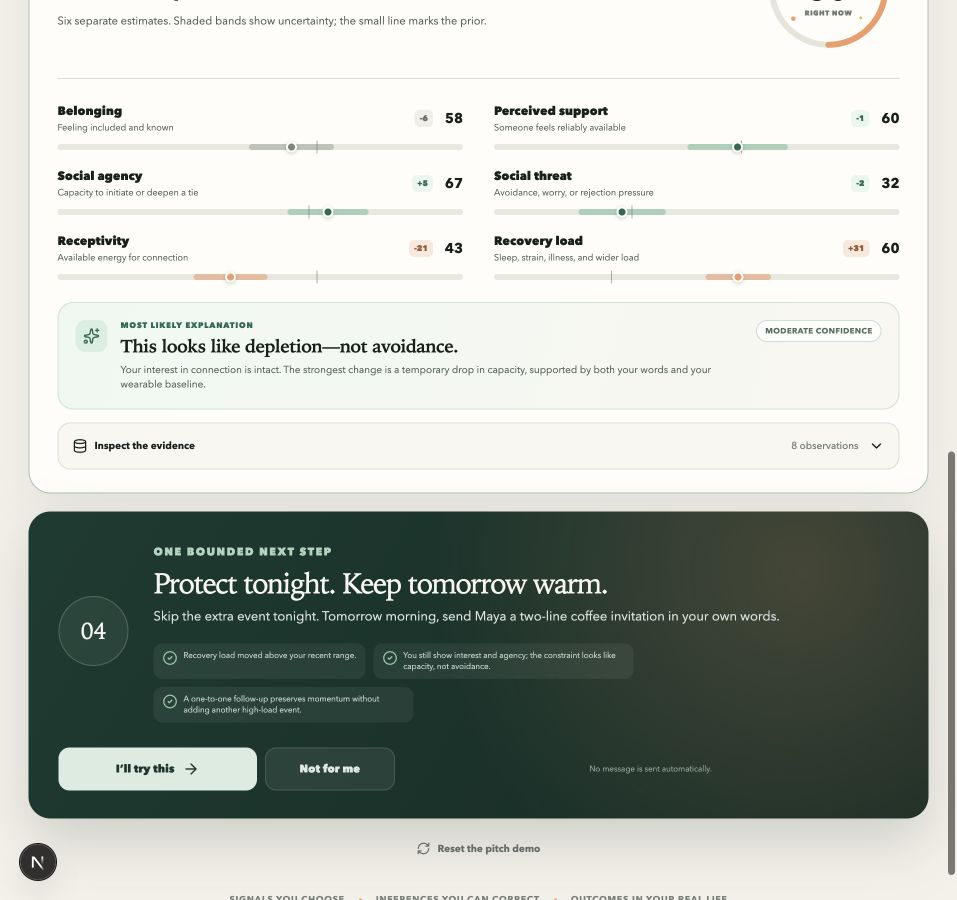 Six separate estimates. Shaded bands show uncertainty; the small line marks the prior.
RIGHT NOW
Belonging
Feeling included and known
-6 58
Perceived support
Someone feels reliably available
-1 60
Social agency
Capacity to initiate or deepen a tie
+5 67
Social threat
Avoidance, worry, or rejection pressure
-2 32
Receptivity
Available energy for connection
-21 43
Recovery load
Sleep, strain, illness, and wider load
+31 60
MOST LIKELY EXPLANATION
MODERATE CONFIDENCE
This looks like depletion—not avoidance.
Your interest in connection is intact. The strongest change is a temporary drop in capacity, supported by both your words and your
wearable baseline.
Inspect the evidence
8 observations
ONE BOUNDED NEXT STEP
04
Protect tonight. Keep tomorrow warm.
Skip the extra event tonight. Tomorrow morning, send Maya a two-line coffee invitation in your own words.
Recovery load moved above your recent range.
You still show interest and agency; the constraint looks like
capacity, not avoidance.
A one-to-one follow-up preserves momentum without
adding another high-load event.
I'll try this →
Not for me
No message is sent automatically.
Reset the pitch demo
N
SIGNALS YOU CHOOSE • INFERENCES YOU CAN CORRECT • OUTCOMES IN YOUR REAL LIFE